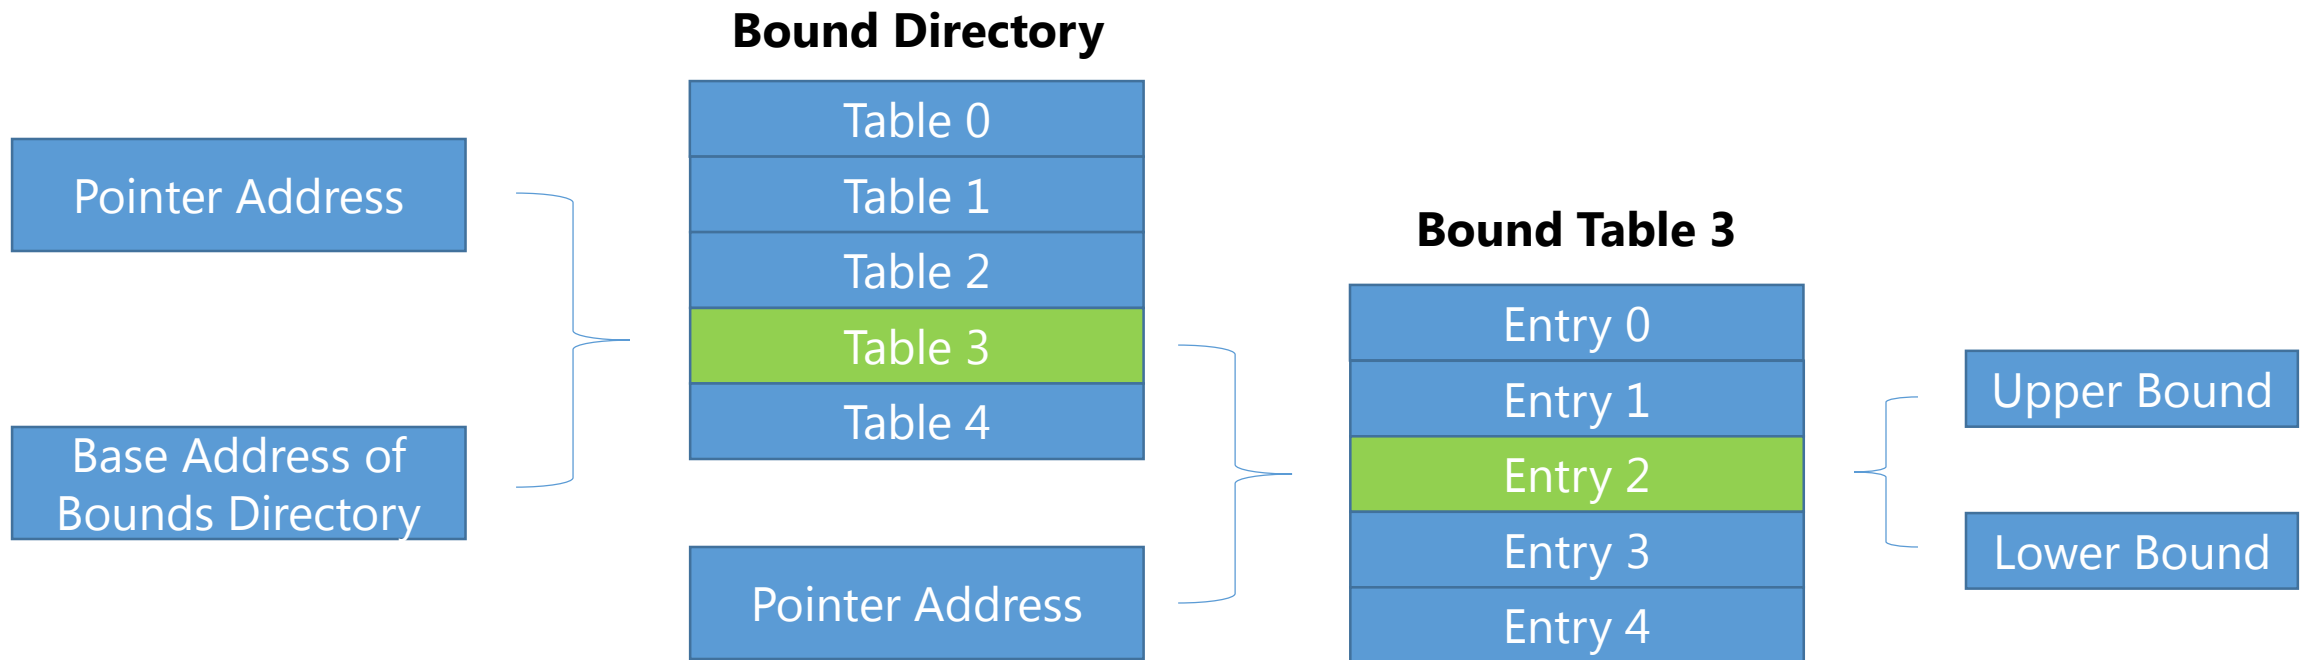 Bound Directory
Pointer Address
Base Address of
Bounds Directory
Table 0
Table 1
Table 2
Table 3
Table 4
Pointer Address
Bound Table 3
Entry 0
Entry 1
Entry 2
Entry 3
Entry 4
Upper Bound
Lower Bound